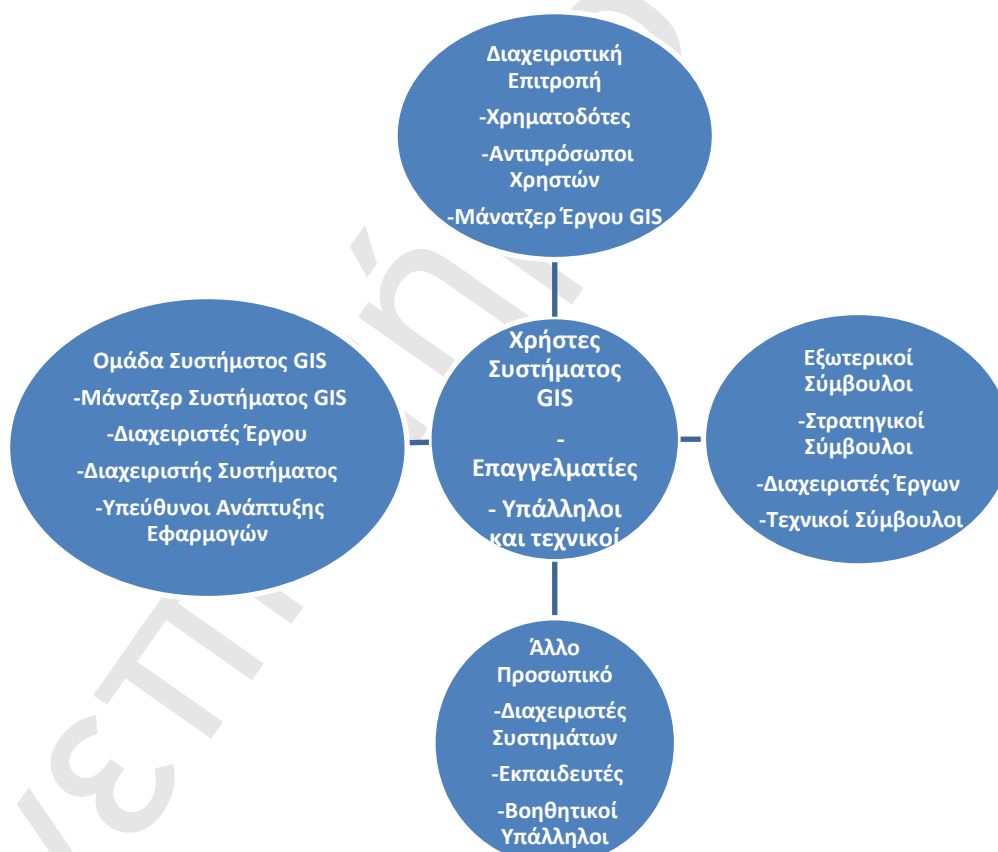 Διαχειριστική
Επιτροπή
-Χρηματοδότες
-Αντιπρόσωποι
Χρηστών
-Μάνατζερ Έργου GIS
Ομάδα Συστήμστος GIS
-Μάνατζερ Συστήματος GIS
-Διαχειριστές Έργου
-Διαχειριστής Συστήματος
-Υπεύθυνοι Ανάπτυξης
Εφαρμογών
Χρήστες
Συστήματος
GIS
-
Επαγγελματίες
- Υπάλληλοι
και τεχνικοί
Εξωτερικοί
Σύμβουλοι
-Στρατηγικοί
Σύμβουλοι
-Διαχειριστές Έργων
-Τεχνικοί Σύμβουλοι
Άλλο
Προσωπικό
-Διαχειριστές
Συστημάτων
-Εκπαιδευτές
-Βοηθητικοί
Υπάλληλοι